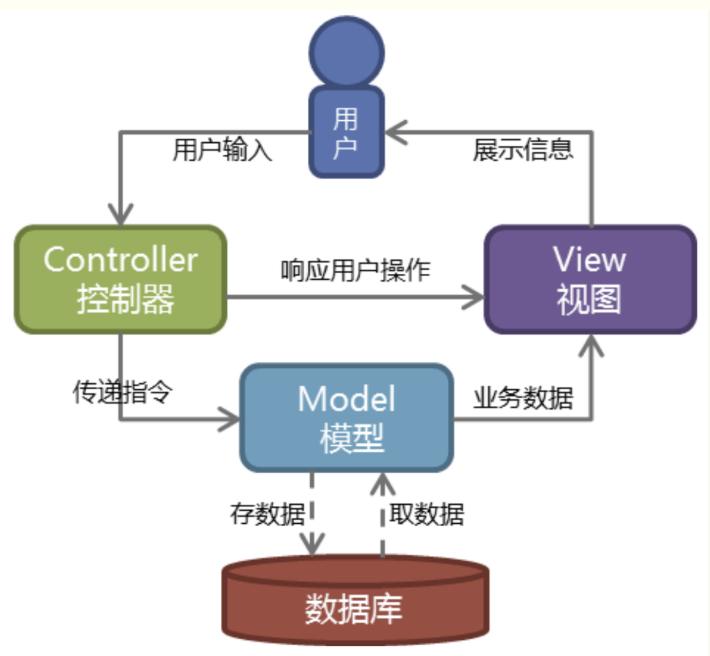 用
户
用户输入
展示信息
Controller
控制器
响应用户操作
View
视图
传递指令
Model
模型
业务数据
存数据
取数据
数据库